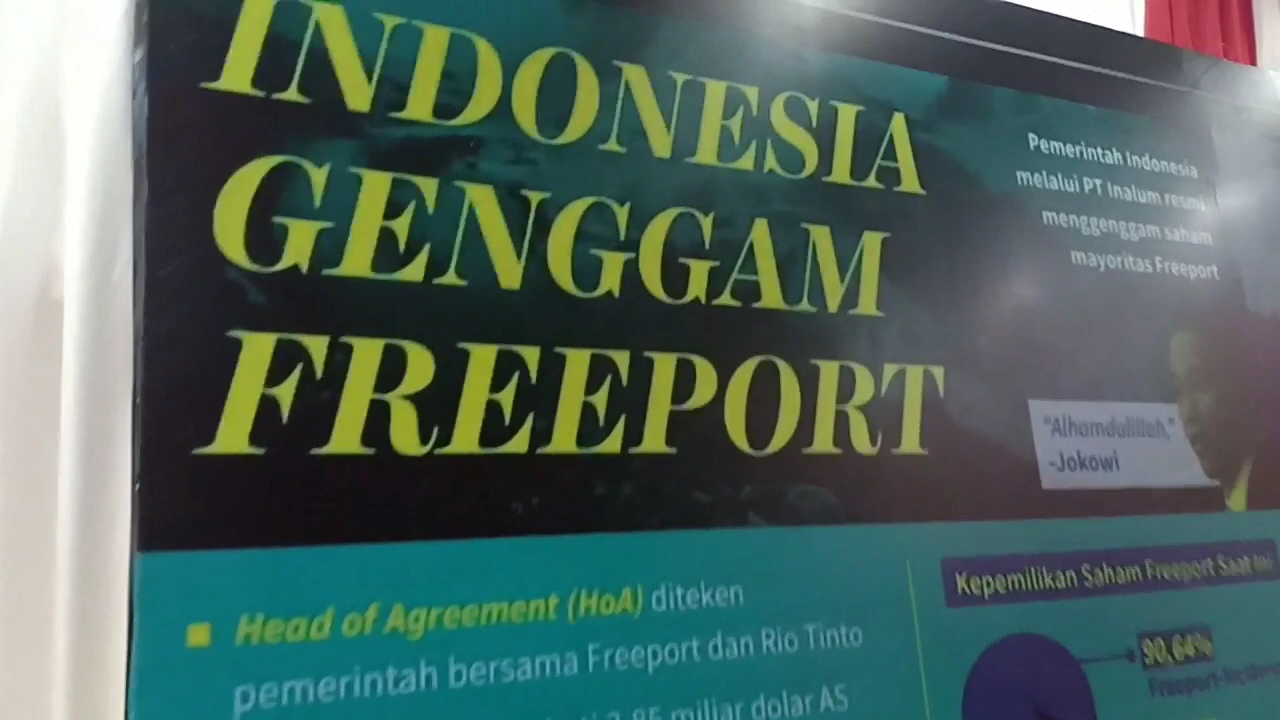 INDONESIA
GENGGAM
FREEPORT
Pemerintah Indonesia
melalui PT Inalum resmi
menggenggam saham
mayoritas Freeport
"Alhamdulillah,"
-Jokowi
Head of Agreement (HoA) diteken
pemerintah bersama Freeport dan Rio Tinto
3,85 miliar dolar AS
Kepemilikan Saham Freeport Saat Ini
90,64%